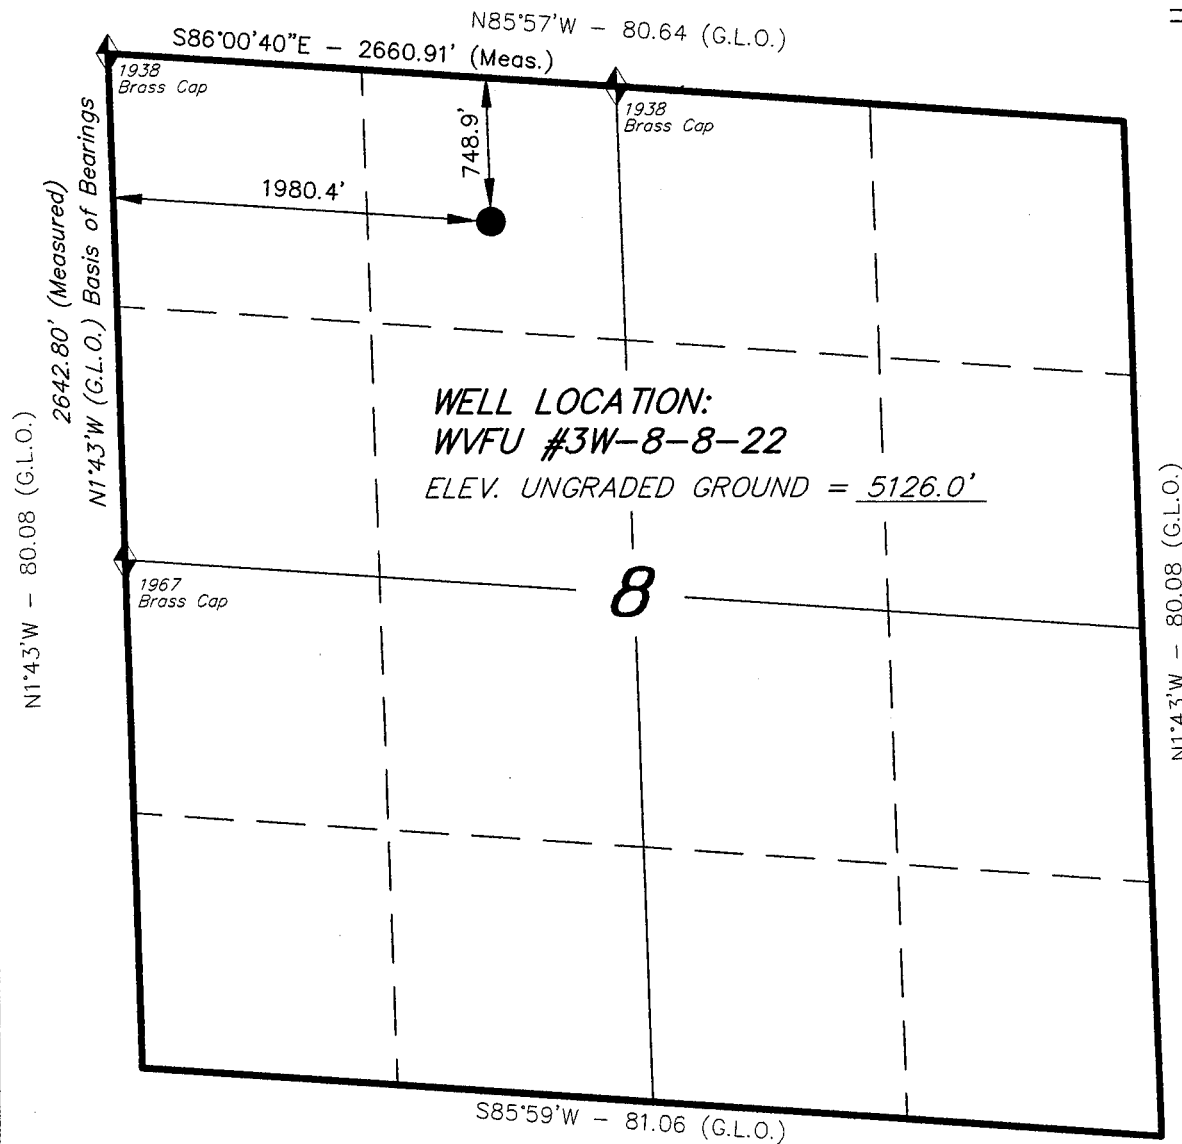 N85°57'W - 80.64 (G.L.O.)
S86°00'40"E - 2660.91' (Meas.)
1938
Brass Cap
1938
Brass Cap
748.9'
1980.4'
2642.80' (Measured)
N1°43'W (G.L.O.) Basis of Bearings
N1°43'W - 80.08 (G.L.O.)
WELL LOCATION:
WVFU #3W-8-8-22
ELEV. UNGRADED GROUND = 5126.0'
1967
Brass Cap
8
N1°43'W - 80.08 (G.L.O.)
S85°59'W - 81.06 (G.L.O.)